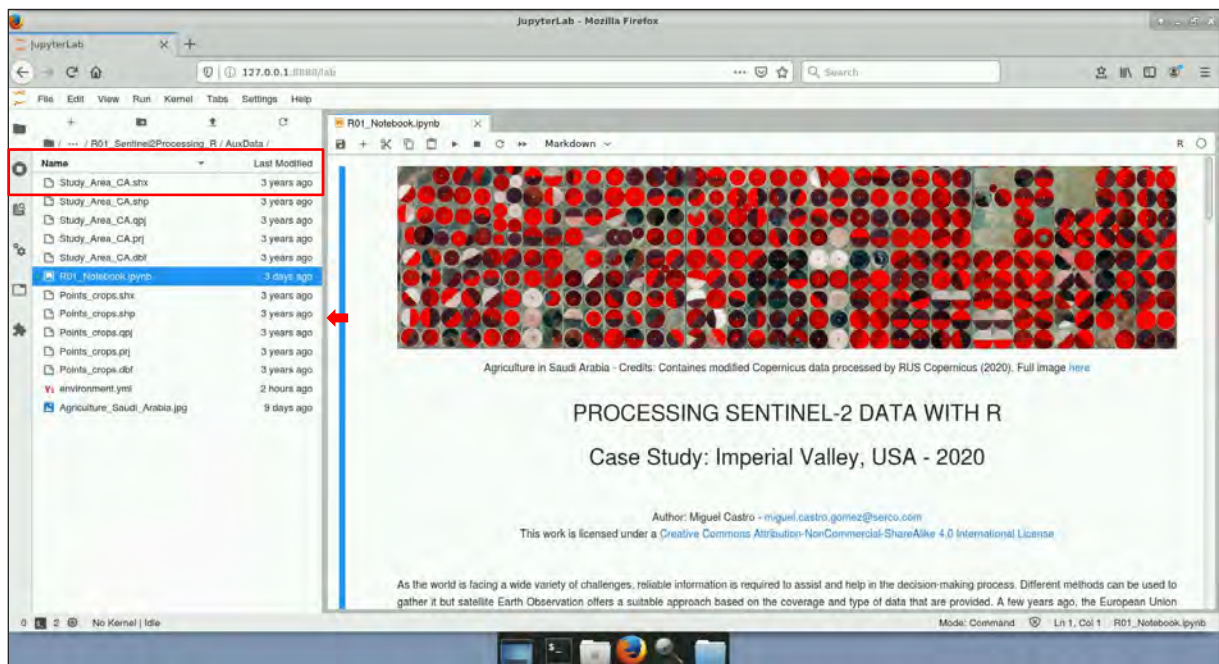 JupyterLab - Mozilla Firefox
JupyterLab
127.0.0.1:8888/lab
Search
File Edit View Run Kernel Tabs Settings Help
R01_Notebook.ipynb
/ ··· / R01_Sentinel2Processing_R / AuxData /
Markdown
R
Name Last Modified
Study_Area_CA.shx 3 years ago
Study_Area_CA.shp 3 years ago
Study_Area_CA.qpj 3 years ago
Study_Area_CA.prj 3 years ago
Study_Area_CA.dbf 3 years ago
R01_Notebook.ipynb 3 days ago
Points_crops.shx 3 years ago
Points_crops.shp 3 years ago
Points_crops.qpj 3 years ago
Points_crops.prj 3 years ago
Points_crops.dbf 3 years ago
environment.yml 2 hours ago
Agriculture_Saudi_Arabia.jpg 9 days ago
Agriculture in Saudi Arabia - Credits: Containes modified Copernicus data processed by RUS Copernicus (2020). Full image here
PROCESSING SENTINEL-2 DATA WITH R
Case Study: Imperial Valley, USA - 2020
Author: Miguel Castro - miguel.castro.gomez@serco.com
This work is licensed under a Creative Commons Attribution-NonCommercial-ShareAlike 4.0 International License
As the world is facing a wide variety of challenges, reliable information is required to assist and help in the decision-making process. Different methods can be used to
gather it but satellite Earth Observation offers a suitable approach based on the coverage and type of data that are provided. A few years ago, the European Union
0 2 No Kernel | Idle
Mode: Command Ln 1, Col 1 R01_Notebook.ipynb